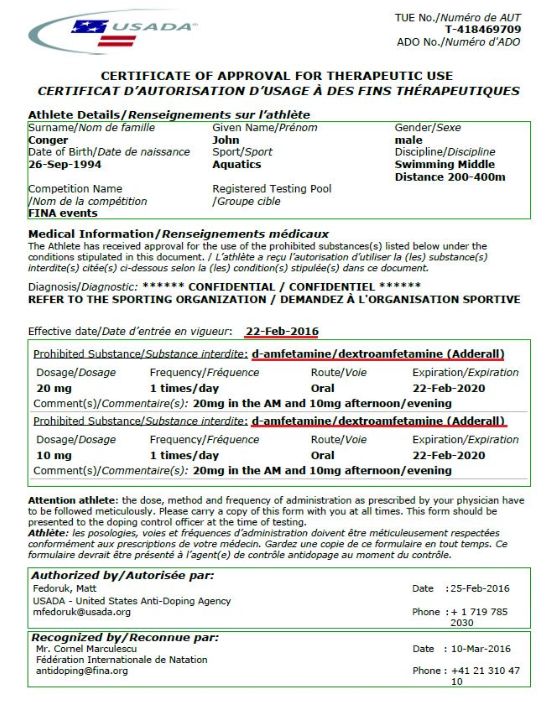 USADA®
TUE No./Numéro de AUT
T-418469709
ADO No./Numéro d'ADO
CERTIFICATE OF APPROVAL FOR THERAPEUTIC USE
CERTIFICAT D'AUTORISATION D'USAGE À DES FINS THÉRAPEUTIQUES
Athlete Details/Renseignements sur l'athlète
Surname/Nom de famille Given Name/Prénom Gender/Sexe
Conger John male
Date of Birth/Date de naissance Sport/Sport Discipline/Discipline
26-Sep-1994 Aquatics Swimming Middle
Distance 200-400m
Competition Name Registered Testing Pool
/Nom de la compétition /Groupe cible
FINA events
Medical Information/Renseignements médicaux
The Athlete has received approval for the use of the prohibited substances(s) listed below under the
conditions stipulated in this document. / L'athlète a reçu l'autorisation d'utiliser la (les) substance(s)
interdite(s) citée(s) ci-dessous selon la (les) condition(s) stipulée(s) dans ce document.
Diagnosis/Diagnostic: ****** CONFIDENTIAL / CONFIDENTIEL ******
REFER TO THE SPORTING ORGANIZATION / DEMANDEZ À L'ORGANISATION SPORTIVE
Effective date/Date d'entrée en vigueur: 22-Feb-2016
Prohibited Substance/Substance interdite: d-amfetamine/dextroamfetamine (Adderall)
Dosage/Dosage Frequency/Fréquence Route/Voie Expiration/Expiration
20 mg 1 times/day Oral 22-Feb-2020
Comment(s)/Commentaire(s): 20mg in the AM and 10mg afternoon/evening
Prohibited Substance/Substance interdite: d-amfetamine/dextroamfetamine (Adderall)
Dosage/Dosage Frequency/Fréquence Route/Voie Expiration/Expiration
10 mg 1 times/day Oral 22-Feb-2020
Comment(s)/Commentaire(s): 20mg in the AM and 10mg afternoon/evening
Attention athlete: the dose, method and frequency of administration as prescribed by your physician have
to be followed meticulously. Please carry a copy of this form with you at all times. This form should be
presented to the doping control officer at the time of testing.
Athlète: les posologies, voies et fréquences d'administration doivent être méticuleusement respectées
conformément aux prescriptions de votre médecin. Gardez une copie de ce formulaire en tout temps. Ce
formulaire devrait être présenté à l'agent(e) de contrôle antidopage au moment du contrôle.
Authorized by/Autorisée par:
Fedoruk, Matt Date :25-Feb-2016
USADA - United States Anti-Doping Agency
mfedoruk@usada.org Phone :+ 1 719 785
2030
Recognized by/Reconnue par:
Mr. Cornel Marculescu Date : 10-Mar-2016
Fédération Internationale de Natation
antidoping@fina.org Phone : +41 21 310 47
10